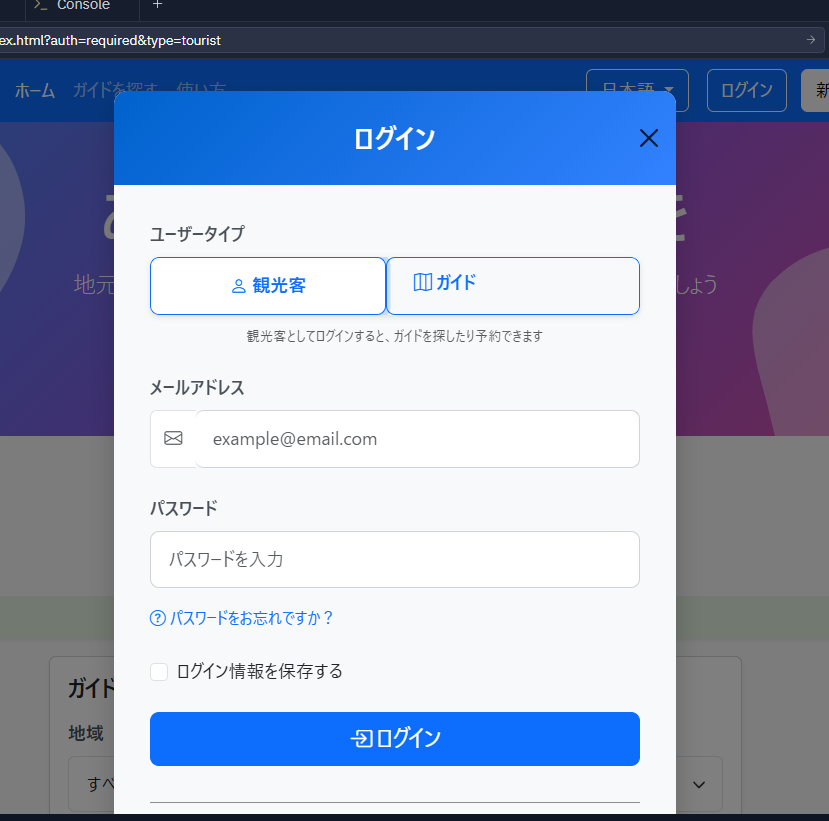 >_ Console +
ex.html?auth=required&type=tourist →
ホーム ガイドを探す 使い方 日本語 ログイン 新
ログイン
を
地元 しょう
ユーザータイプ
観光客 ガイド
観光客としてログインすると、ガイドを探したり予約できます
メールアドレス
example@email.com
パスワード
パスワードを入力
パスワードをお忘れですか？
ログイン情報を保存する
ガイド
地域
ログイン
すべ